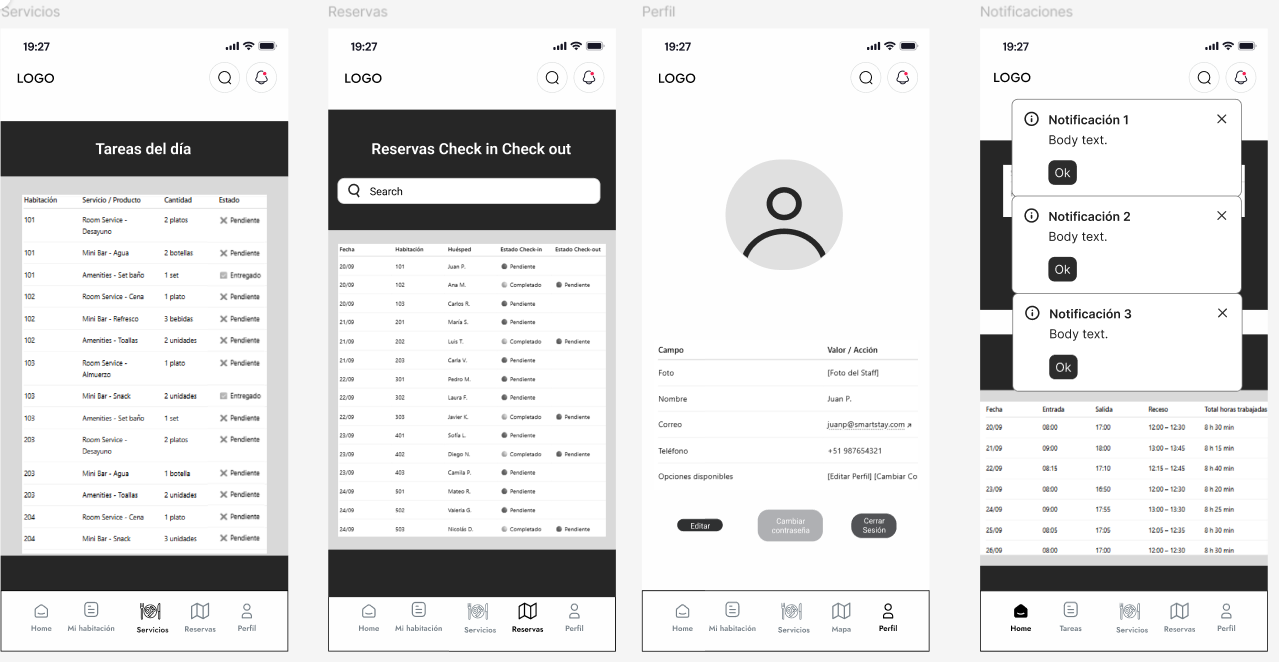 Servicios
19:27
LOGO
Tareas del día
Habitación Servicio / Producto Cantidad Estado
101 Room Service - Desayuno 2 platos Pendiente
101 Mini Bar - Agua 2 botellas Pendiente
101 Amenities - Set baño 1 set Entregado
102 Room Service - Cena 1 plato Pendiente
102 Mini Bar - Refresco 3 bebidas Pendiente
102 Amenities - Toallas 2 unidades Pendiente
103 Room Service - Almuerzo 1 plato Pendiente
103 Mini Bar - Snack 2 unidades Entregado
103 Amenities - Set baño 1 set Pendiente
203 Room Service - Desayuno 2 platos Pendiente
203 Mini Bar - Agua 1 botella Pendiente
203 Amenities - Toallas 2 unidades Pendiente
204 Room Service - Cena 1 plato Pendiente
204 Mini Bar - Snack 3 unidades Pendiente
Home Mi habitación Servicios Reservas Perfil
Reservas
19:27
LOGO
Reservas Check in Check out
Search
Fecha Habitación Huésped Estado Check-in Estado Check-out
20/09 101 Juan P. Pendiente
20/09 102 Ana M. Completado Pendiente
20/09 103 Carlos R. Pendiente
21/09 201 María S. Pendiente
21/09 202 Luis T. Completado Pendiente
21/09 203 Carla V. Pendiente
22/09 301 Pedro M. Pendiente
22/09 302 Laura F. Pendiente
22/09 303 Javier K. Completado Pendiente
23/09 401 Sofía L. Pendiente
23/09 402 Diego N. Completado Pendiente
23/09 403 Camila P. Pendiente
24/09 501 Mateo R. Pendiente
24/09 502 Valeria G. Pendiente
24/09 503 Nicolás D. Completado Pendiente
Home Mi habitación Servicios Reservas Perfil
Perfil
19:27
LOGO
Campo Valor / Acción
Foto [Foto del Staff]
Nombre Juan P.
Correo juanp@smartstay.com
Teléfono +51 987654321
Opciones disponibles [Editar Perfil] [Cambiar Co
Editar
Cambiar
contraseña
Cerrar
Sesión
Home Mi habitación Servicios Mapa Perfil
Notificaciones
19:27
LOGO
Notificación 1
Body text.
Ok
Notificación 2
Body text.
Ok
Notificación 3
Body text.
Ok
Fecha Entrada Salida Receso Total horas trabajadas
20/09 08:00 17:00 12:00 – 12:30 8 h 30 min
21/09 09:00 18:00 13:00 – 13:45 8 h 15 min
22/09 08:15 17:10 12:15 – 12:45 8 h 40 min
23/09 08:00 16:50 12:00 – 12:30 8 h 20 min
24/09 09:00 17:55 13:00 – 13:30 8 h 25 min
25/09 08:05 17:05 12:05 – 12:35 8 h 30 min
26/09 08:00 17:00 12:00 – 12:30 8 h 30 min
Home Tareas Servicios Reservas Perfil